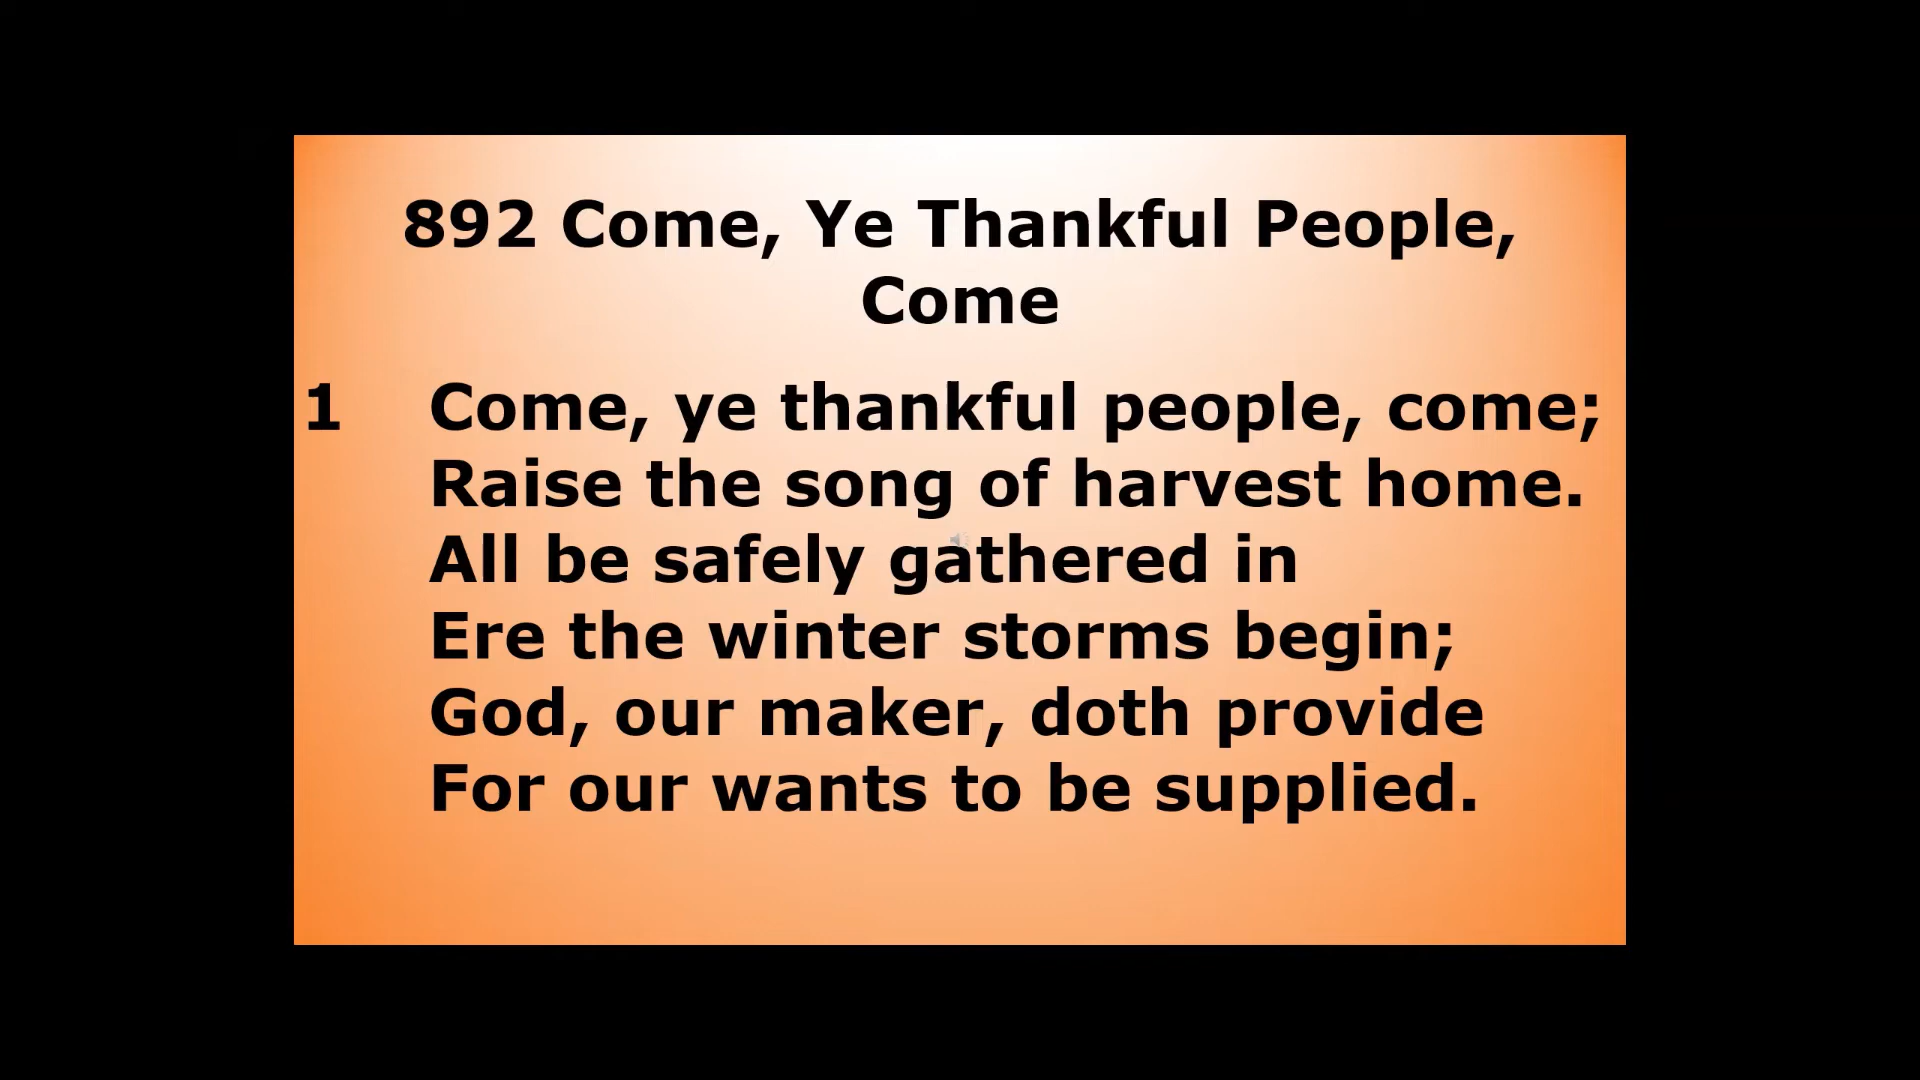 892 Come, Ye Thankful People,
Come
1 Come, ye thankful people, come;
Raise the song of harvest home.
All be safely gathered in
Ere the winter storms begin;
God, our maker, doth provide
For our wants to be supplied.